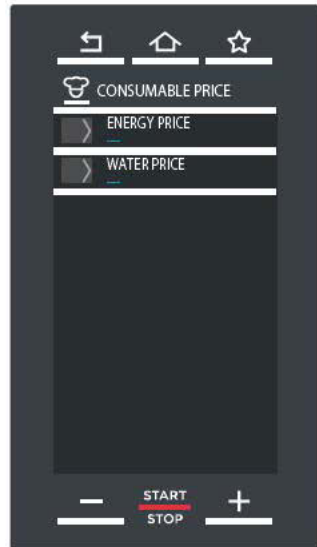 CONSUMABLE PRICE
ENERGY PRICE
WATER PRICE
START
STOP